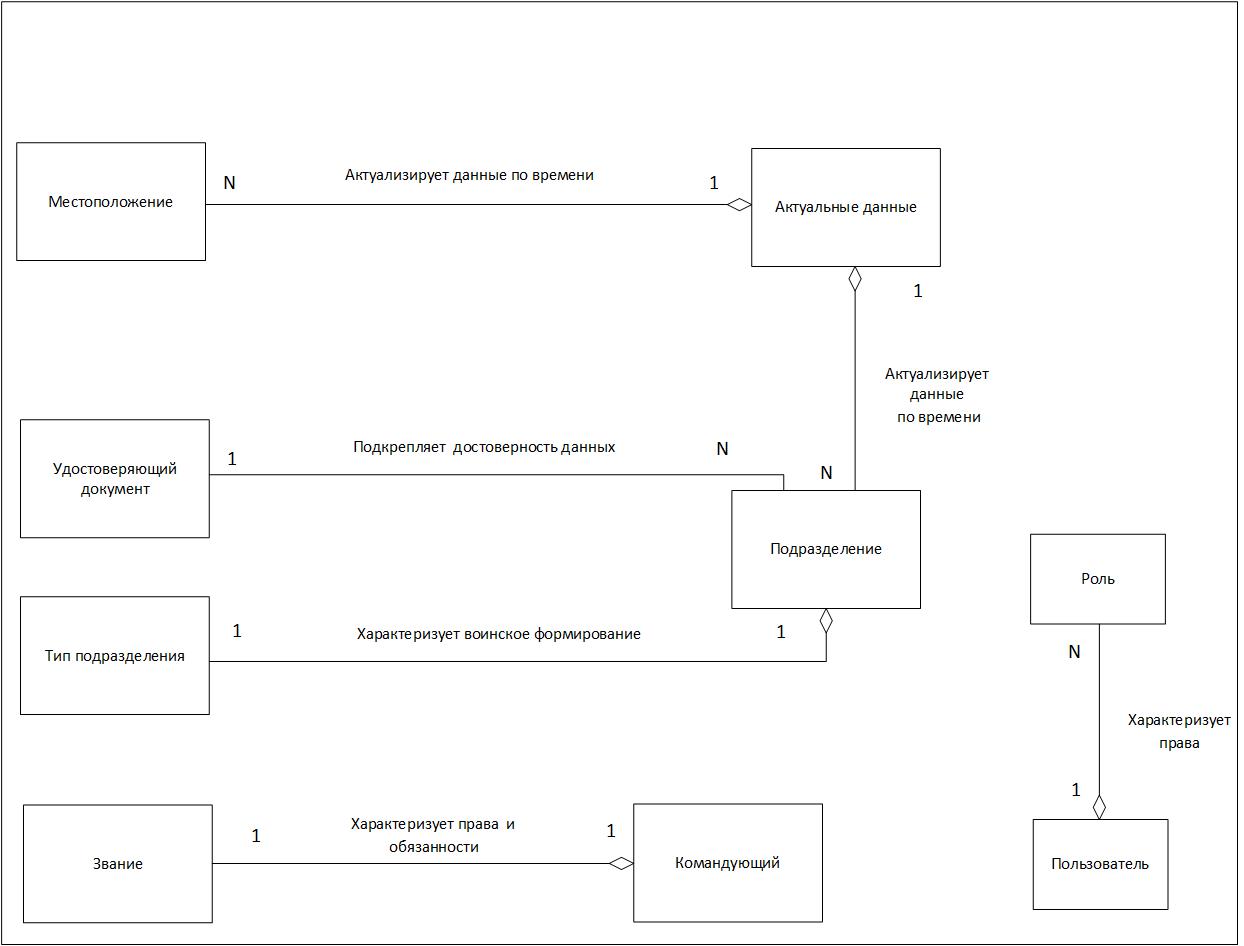 Местоположение
N
Актуализирует данные по времени
1
Актуальные данные
1
Актуализирует
данные
по времени
Удостоверяющий
документ
1
Подкрепляет достоверность данных
N
N
Подразделение
Роль
N
Тип подразделения
1
Характеризует воинское формирование
1
Характеризует
права
1
Звание
1
Характеризует права и
обязанности
1
Командующий
Пользователь